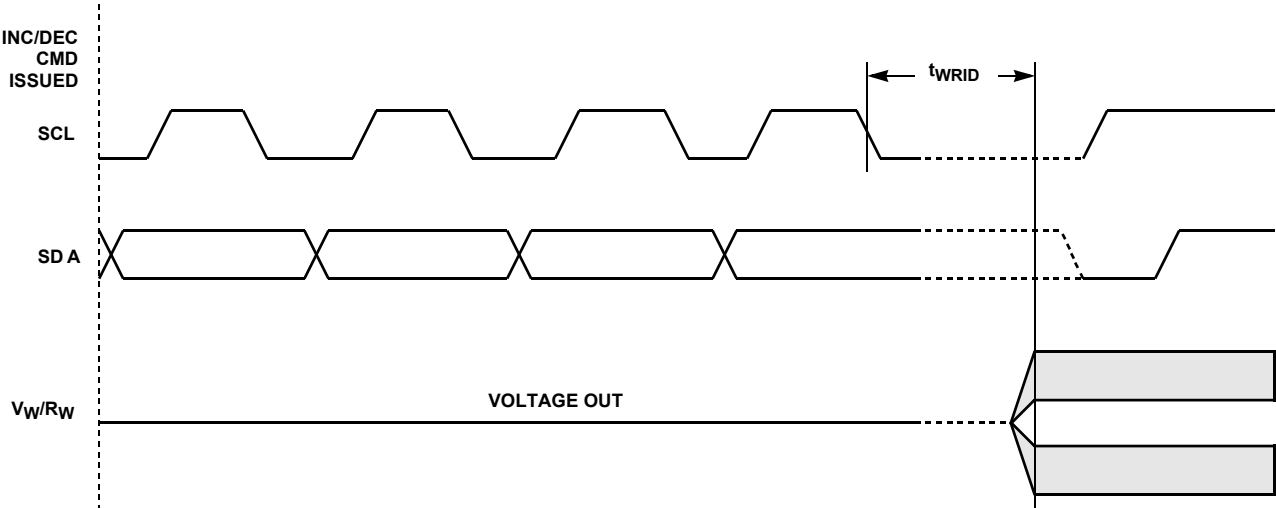 INC/DEC
CMD
ISSUED
tWRID
SCL
SD A
VW/RW
VOLTAGE OUT